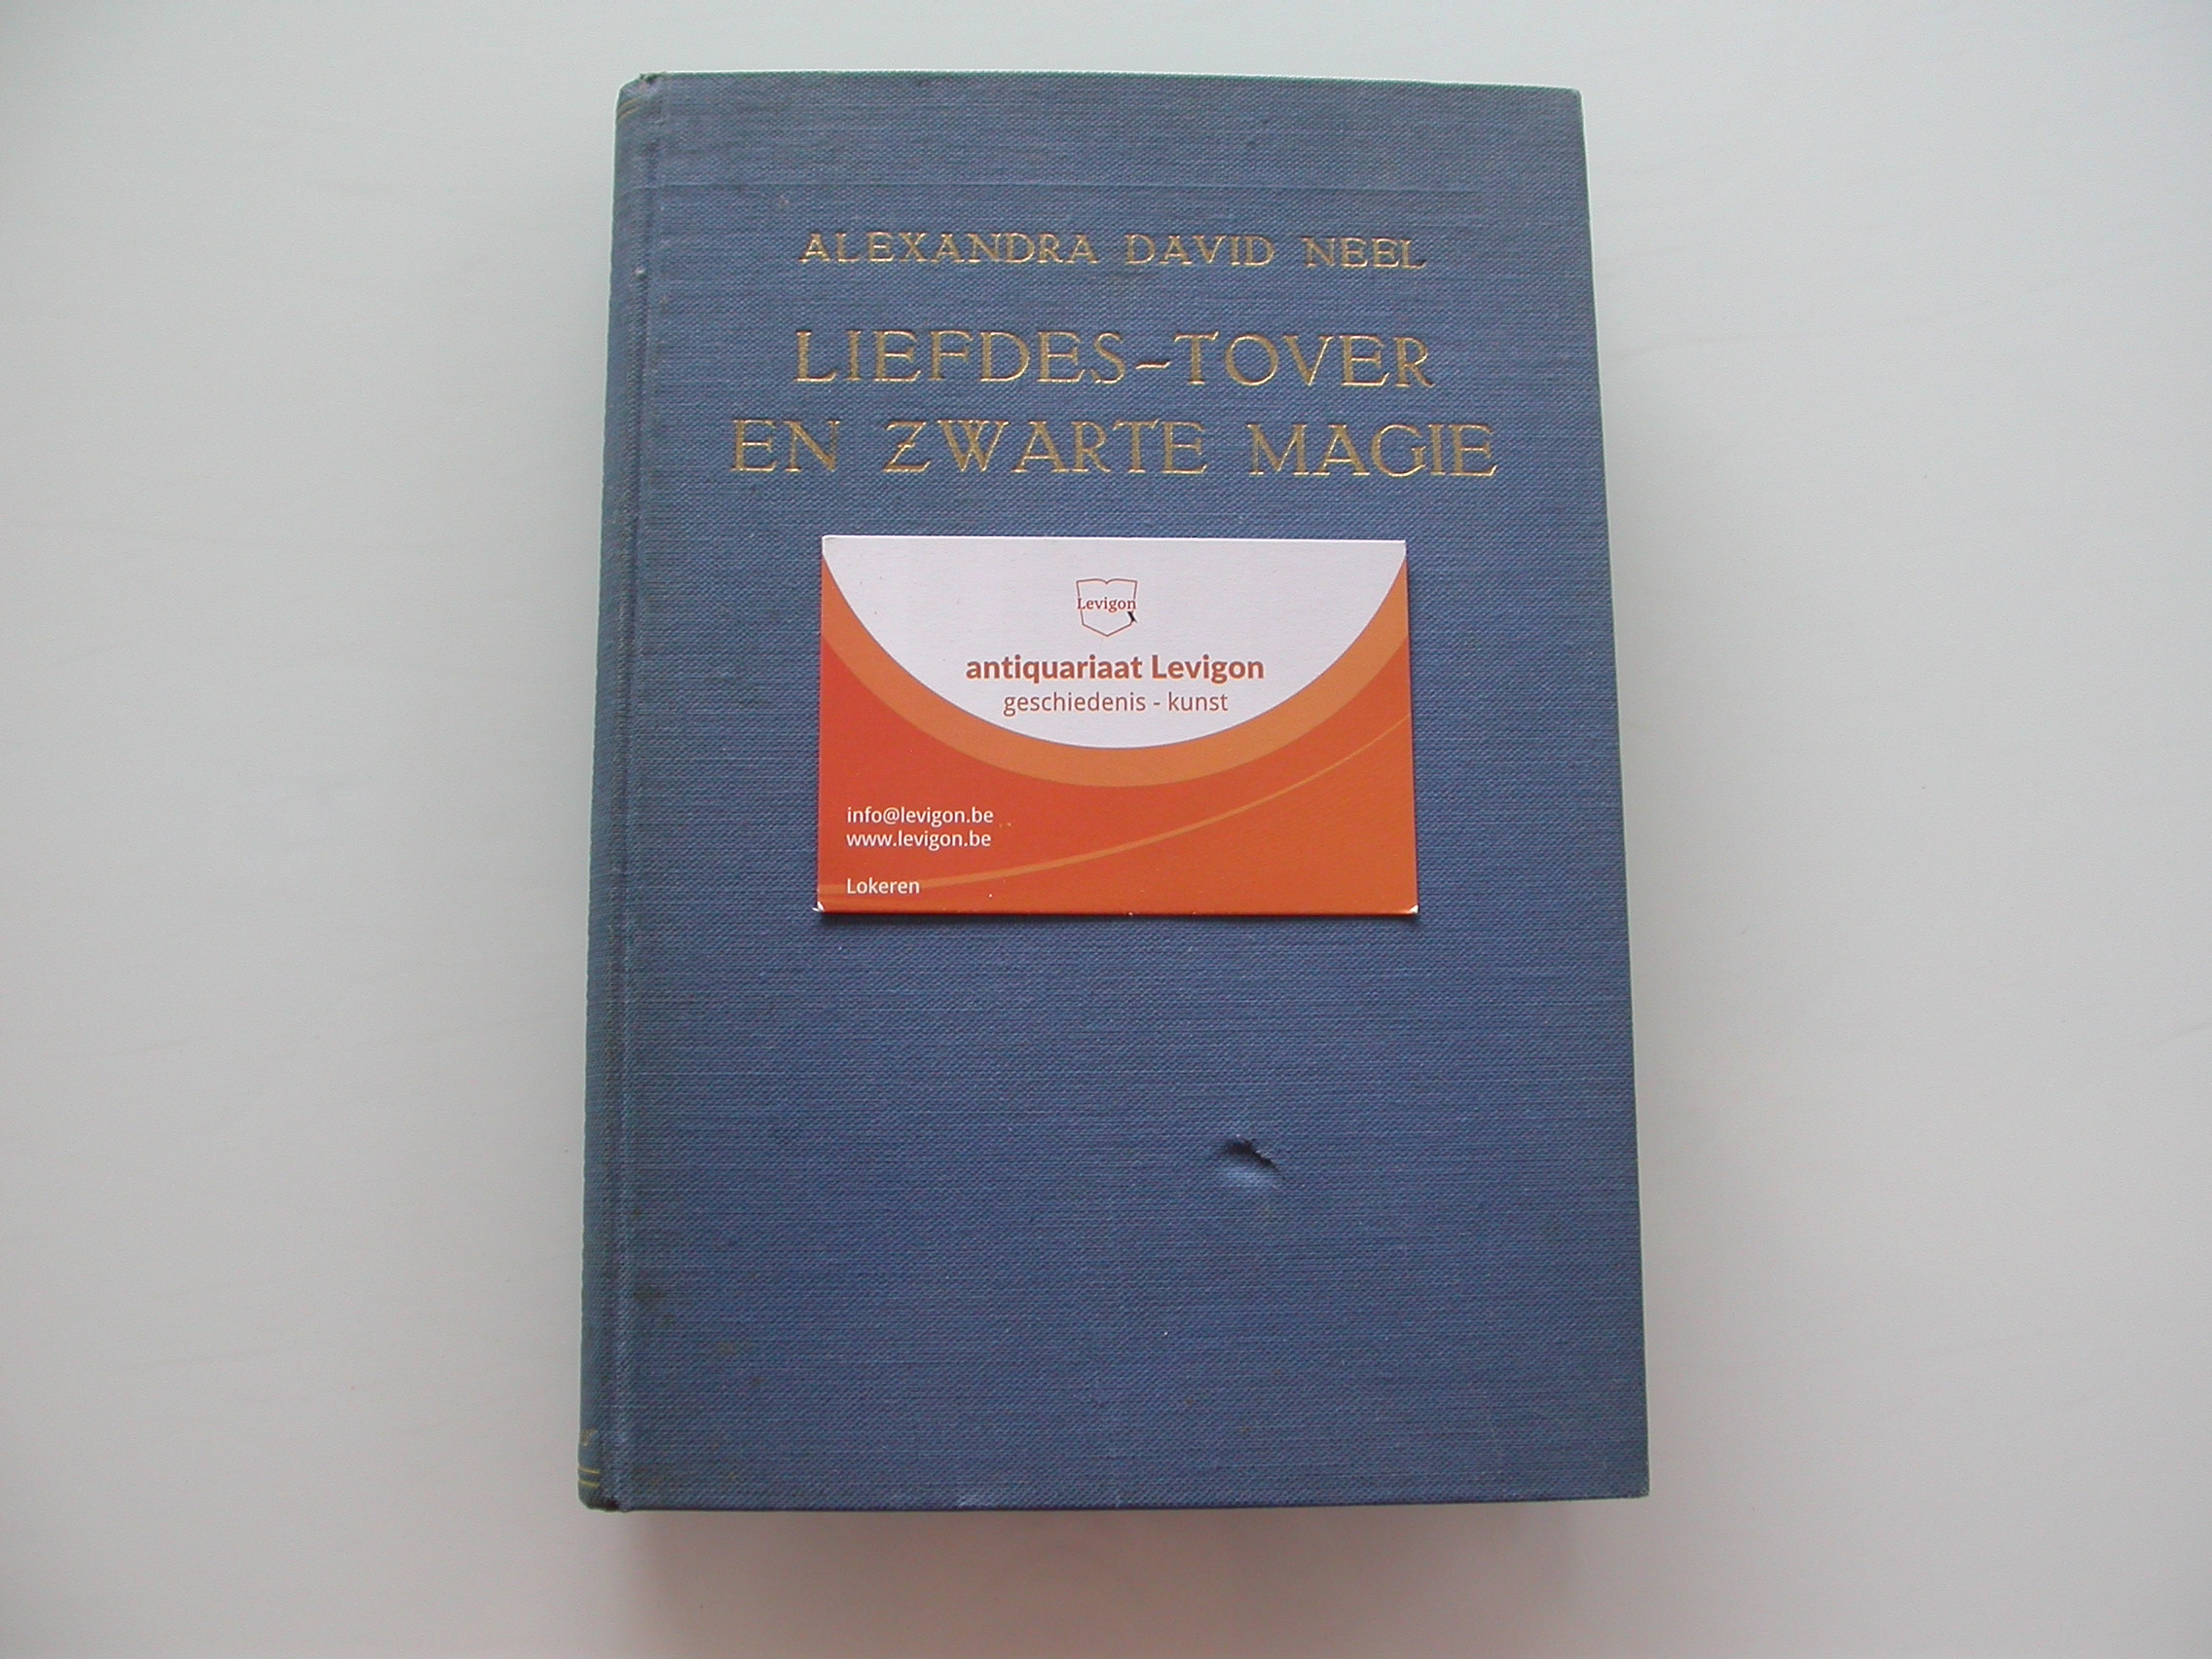 ALEXANDRA DAVID NEEL
LIEFDES-TOVER
EN ZWARTE MAGIE
Levigon
antiquariaat Levigon
geschiedenis - kunst
info@levigon.be
www.levigon.be
Lokeren